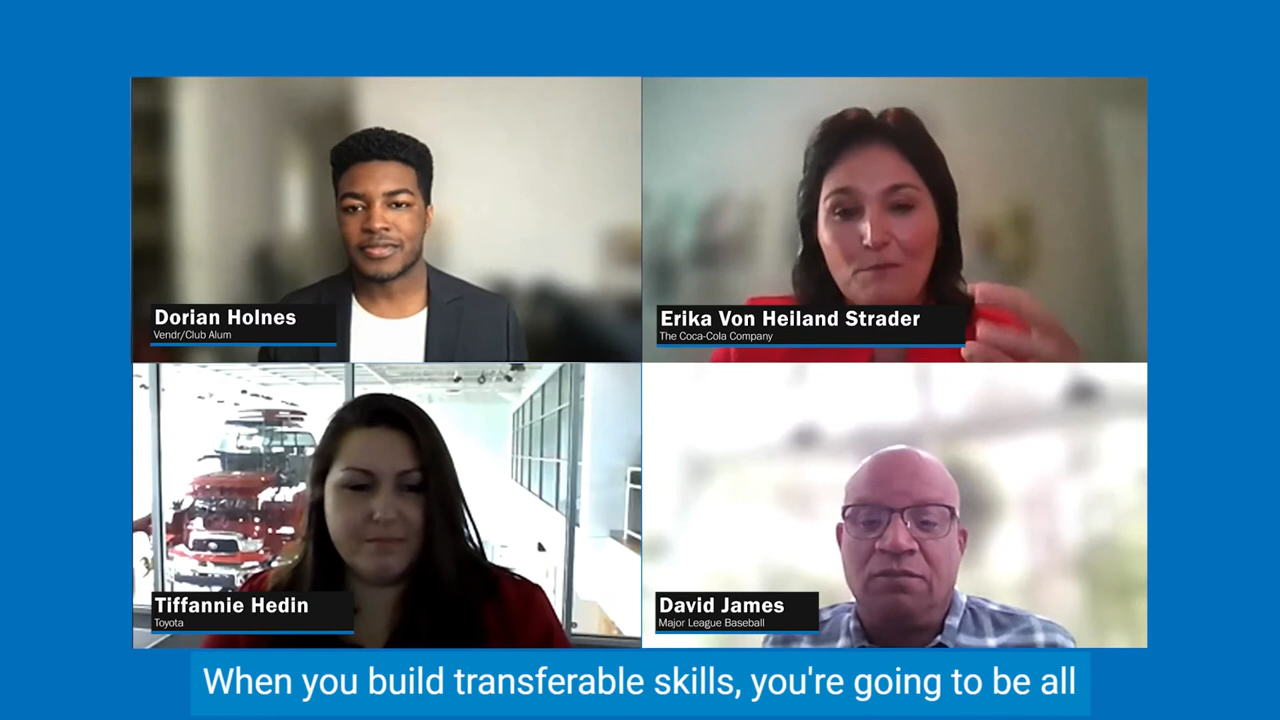 Dorian Holnes
Vendr/Club Alum
Erika Von Heiland Strader
The Coca-Cola Company
Tiffannie Hedin
Toyota
David James
Major League Baseball
When you build transferable skills, you're going to be all